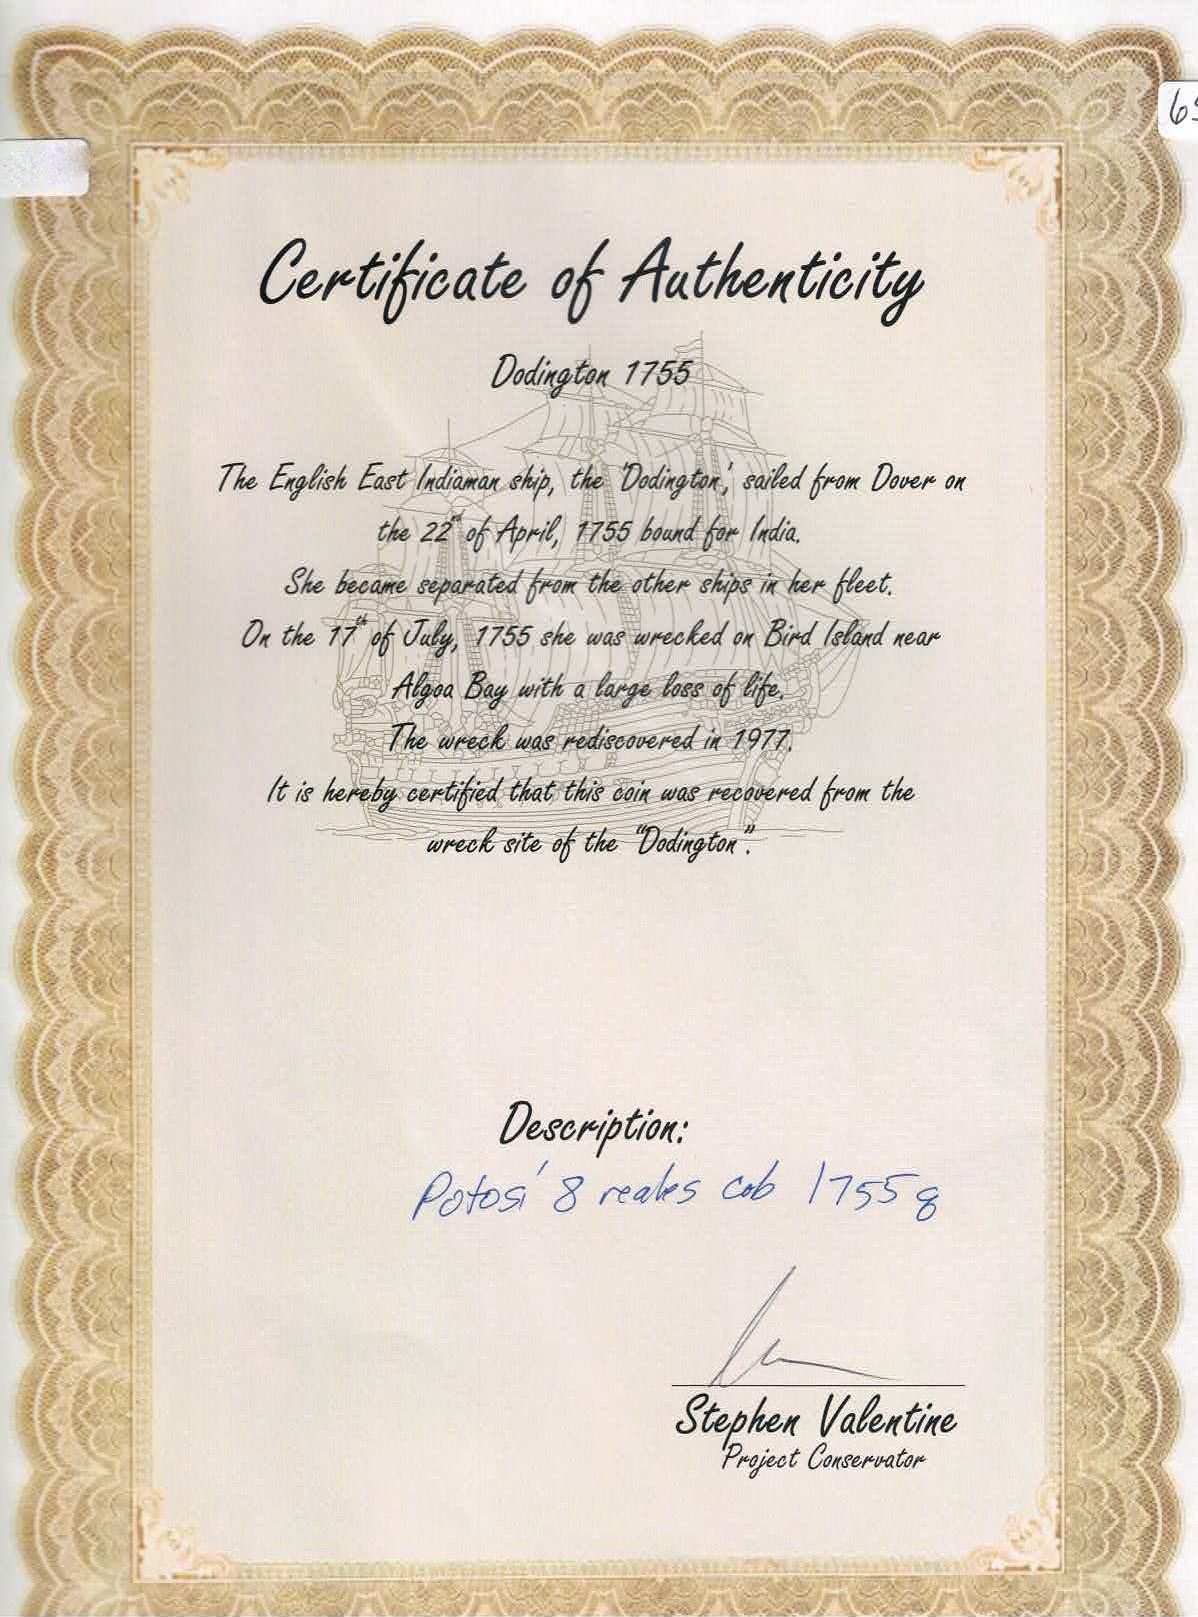 Certificate of Authenticity
Dodington 1755
The English East Indiaman ship, the 'Dodington', sailed from Dover on
the 22nd of April, 1755 bound for India.
She became separated from the other ships in her fleet.
On the 17th of July, 1755 she was wrecked on Bird Island near
Algoa Bay with a large loss of life.
The wreck was rediscovered in 1977.
It is hereby certified that this coin was recovered from the
wreck site of the "Dodington".
Description:
Potosí 8 reales cob 1755 q
Stephen Valentine
Project Conservator